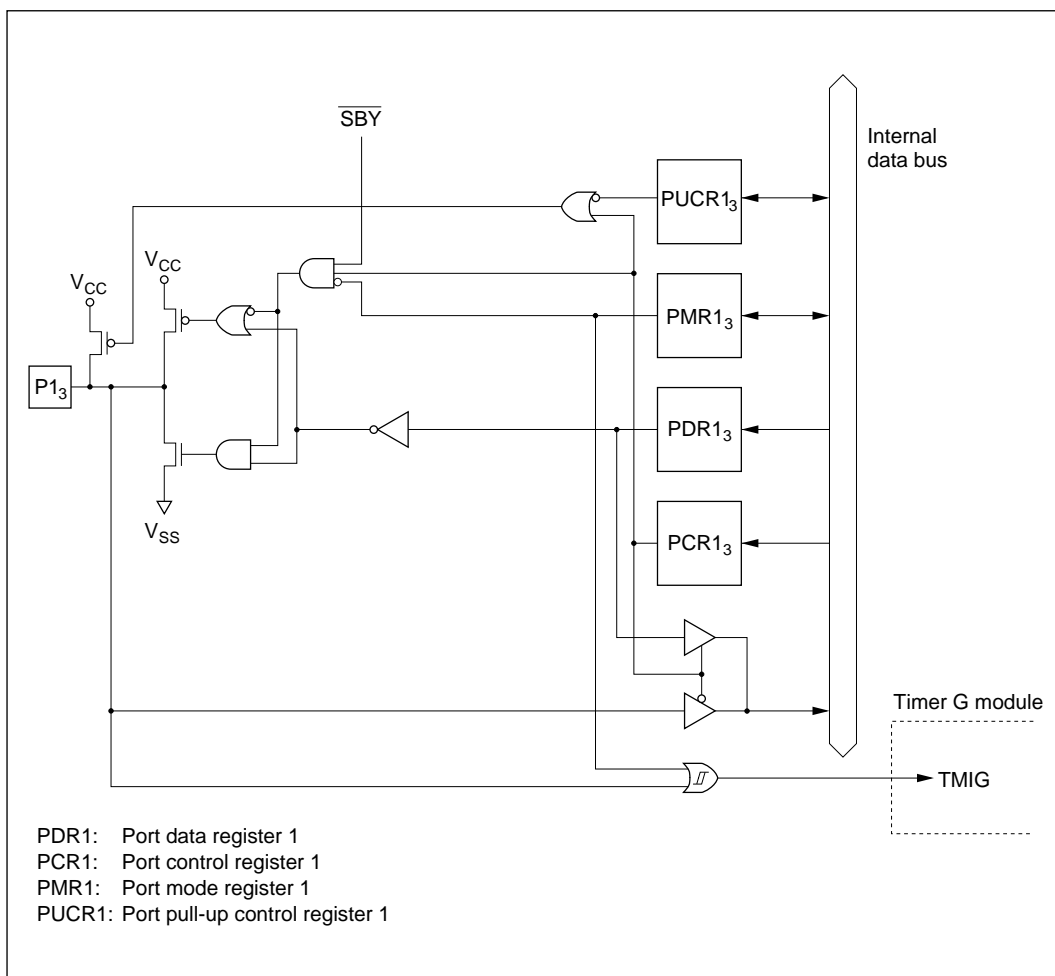 SBY
Internal
data bus
PUCR1₃
V_CC
V_CC
PMR1₃
P1₃
PDR1₃
V_SS
PCR1₃
Timer G module
TMIG
PDR1: Port data register 1
PCR1: Port control register 1
PMR1: Port mode register 1
PUCR1: Port pull-up control register 1